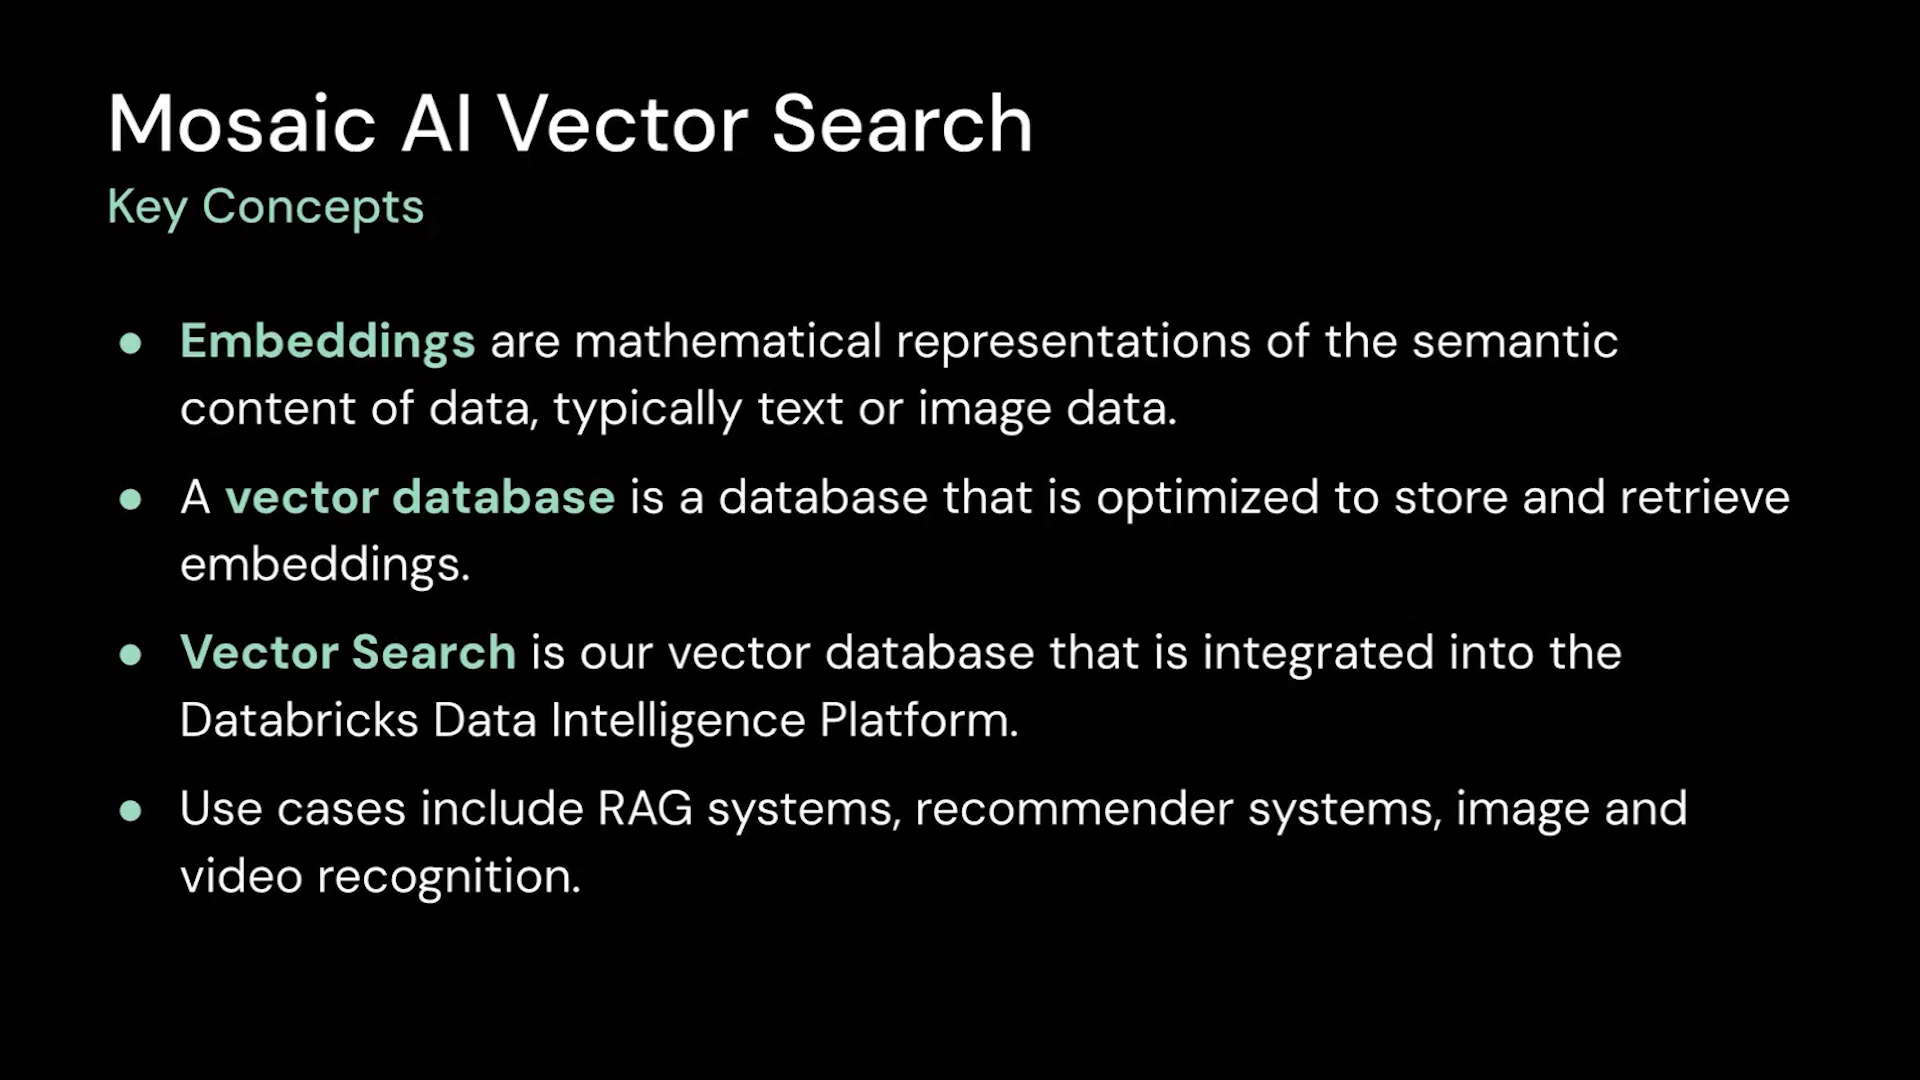 Mosaic AI Vector Search
Key Concepts
● Embeddings are mathematical representations of the semantic
content of data, typically text or image data.
● A vector database is a database that is optimized to store and retrieve
embeddings.
● Vector Search is our vector database that is integrated into the
Databricks Data Intelligence Platform.
● Use cases include RAG systems, recommender systems, image and
video recognition.